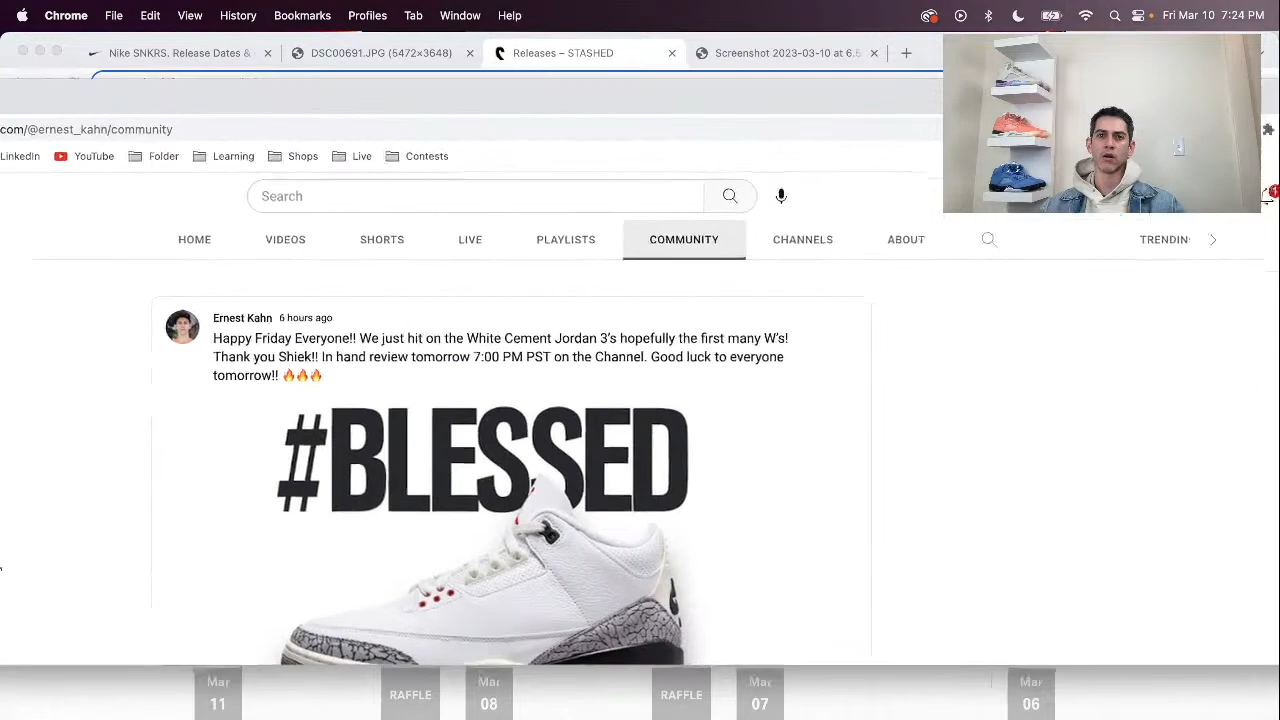 Chrome File Edit View History Bookmarks Profiles Tab Window Help Fri Mar 10 7:24 PM
Nike SNKRS. Release Dates & DSC00691.JPG (5472×3648) Releases – STASHED Screenshot 2023-03-10 at 6.5
com/@ernest_kahn/community
LinkedIn YouTube Folder Learning Shops Live Contests
Search
HOME VIDEOS SHORTS LIVE PLAYLISTS COMMUNITY CHANNELS ABOUT TRENDIN
Ernest Kahn 6 hours ago
Happy Friday Everyone!! We just hit on the White Cement Jordan 3's hopefully the first many W's!
Thank you Shiek!! In hand review tomorrow 7:00 PM PST on the Channel. Good luck to everyone
tomorrow!! 🔥🔥🔥
#BLESSED
Mar RAFFLE Mar RAFFLE Mar Mar
11 08 07 06